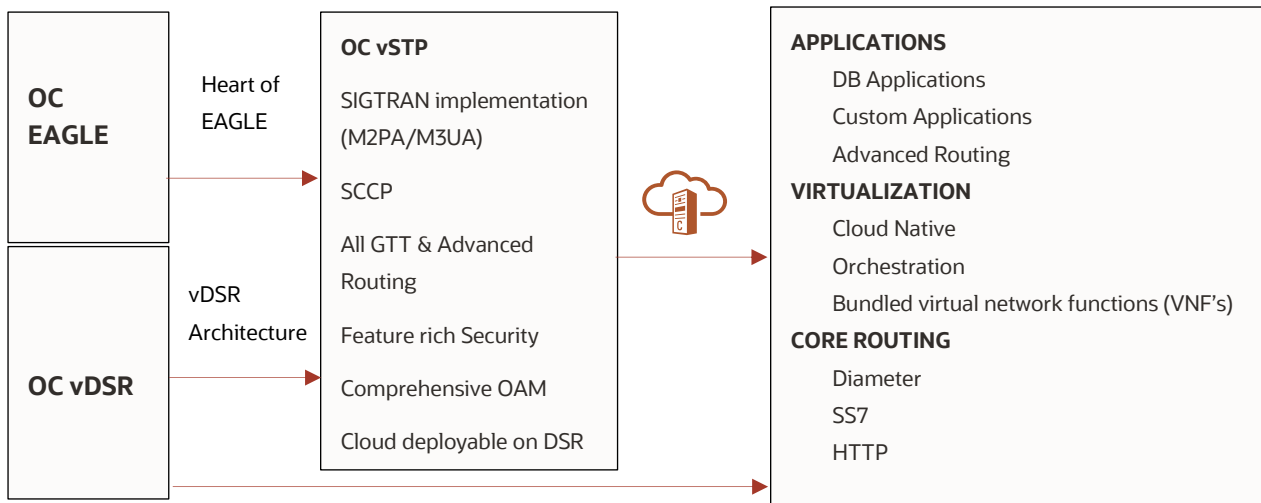 OC
EAGLE
Heart of
EAGLE
OC vDSR
vDSR
Architecture
OC vSTP
SIGTRAN implementation
(M2PA/M3UA)
SCCP
All GTT & Advanced
Routing
Feature rich Security
Comprehensive OAM
Cloud deployable on DSR
C
APPLICATIONS
DB Applications
Custom Applications
Advanced Routing
VIRTUALIZATION
Cloud Native
Orchestration
Bundled virtual network functions (VNF's)
CORE ROUTING
Diameter
SS7
HTTP